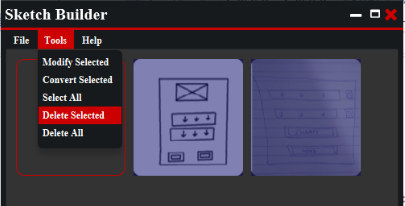 Sketch Builder
File Tools Help
Modify Selected
Convert Selected
Select All
Delete Selected
Delete All